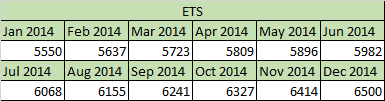 ETS
Jan 2014 Feb 2014 Mar 2014 Apr 2014 May 2014 Jun 2014
5550 5637 5723 5809 5896 5982
Jul 2014 Aug 2014 Sep 2014 Oct 2014 Nov 2014 Dec 2014
6068 6155 6241 6327 6414 6500